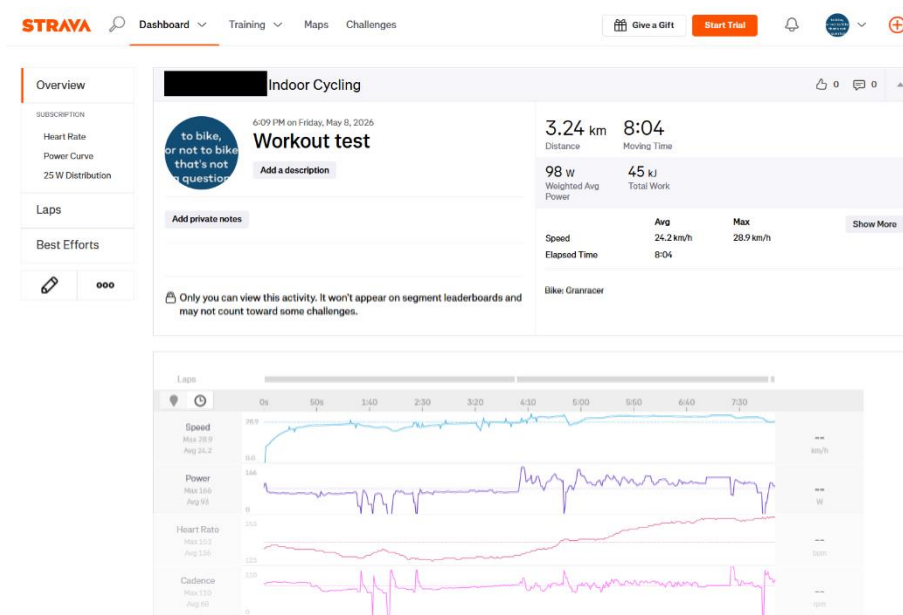 STRAVA Dashboard Training Maps Challenges Give a Gift Start Trial
Overview
SUBSCRIPTION
Heart Rate
Power Curve
25 W Distribution
Laps
Best Efforts
Indoor Cycling 0 0
to bike,
or not to bike
that's not
question
6:09 PM on Friday, May 8, 2026
Workout test
Add a description
Add private notes
Only you can view this activity. It won't appear on segment leaderboards and
may not count toward some challenges.
3.24 km 8:04
Distance Moving Time
98 W 45 kJ
Weighted Avg Total Work
Power
Avg Max
Show More
Speed 24.2 km/h 28.9 km/h
Elapsed Time 8:04
Bike: Granracer
Laps
0s 50s 1:40 2:30 3:20 4:10 5:00 5:50 6:40 7:30
Speed 28.9
Max 28.9 --
Avg 24.2 0.0 km/h
Power 166
Max 166 --
Avg 93 0 W
Heart Rate 153
Max 153 --
Avg 136 123 bpm
Cadence 110
Max 110 --
0 rpm